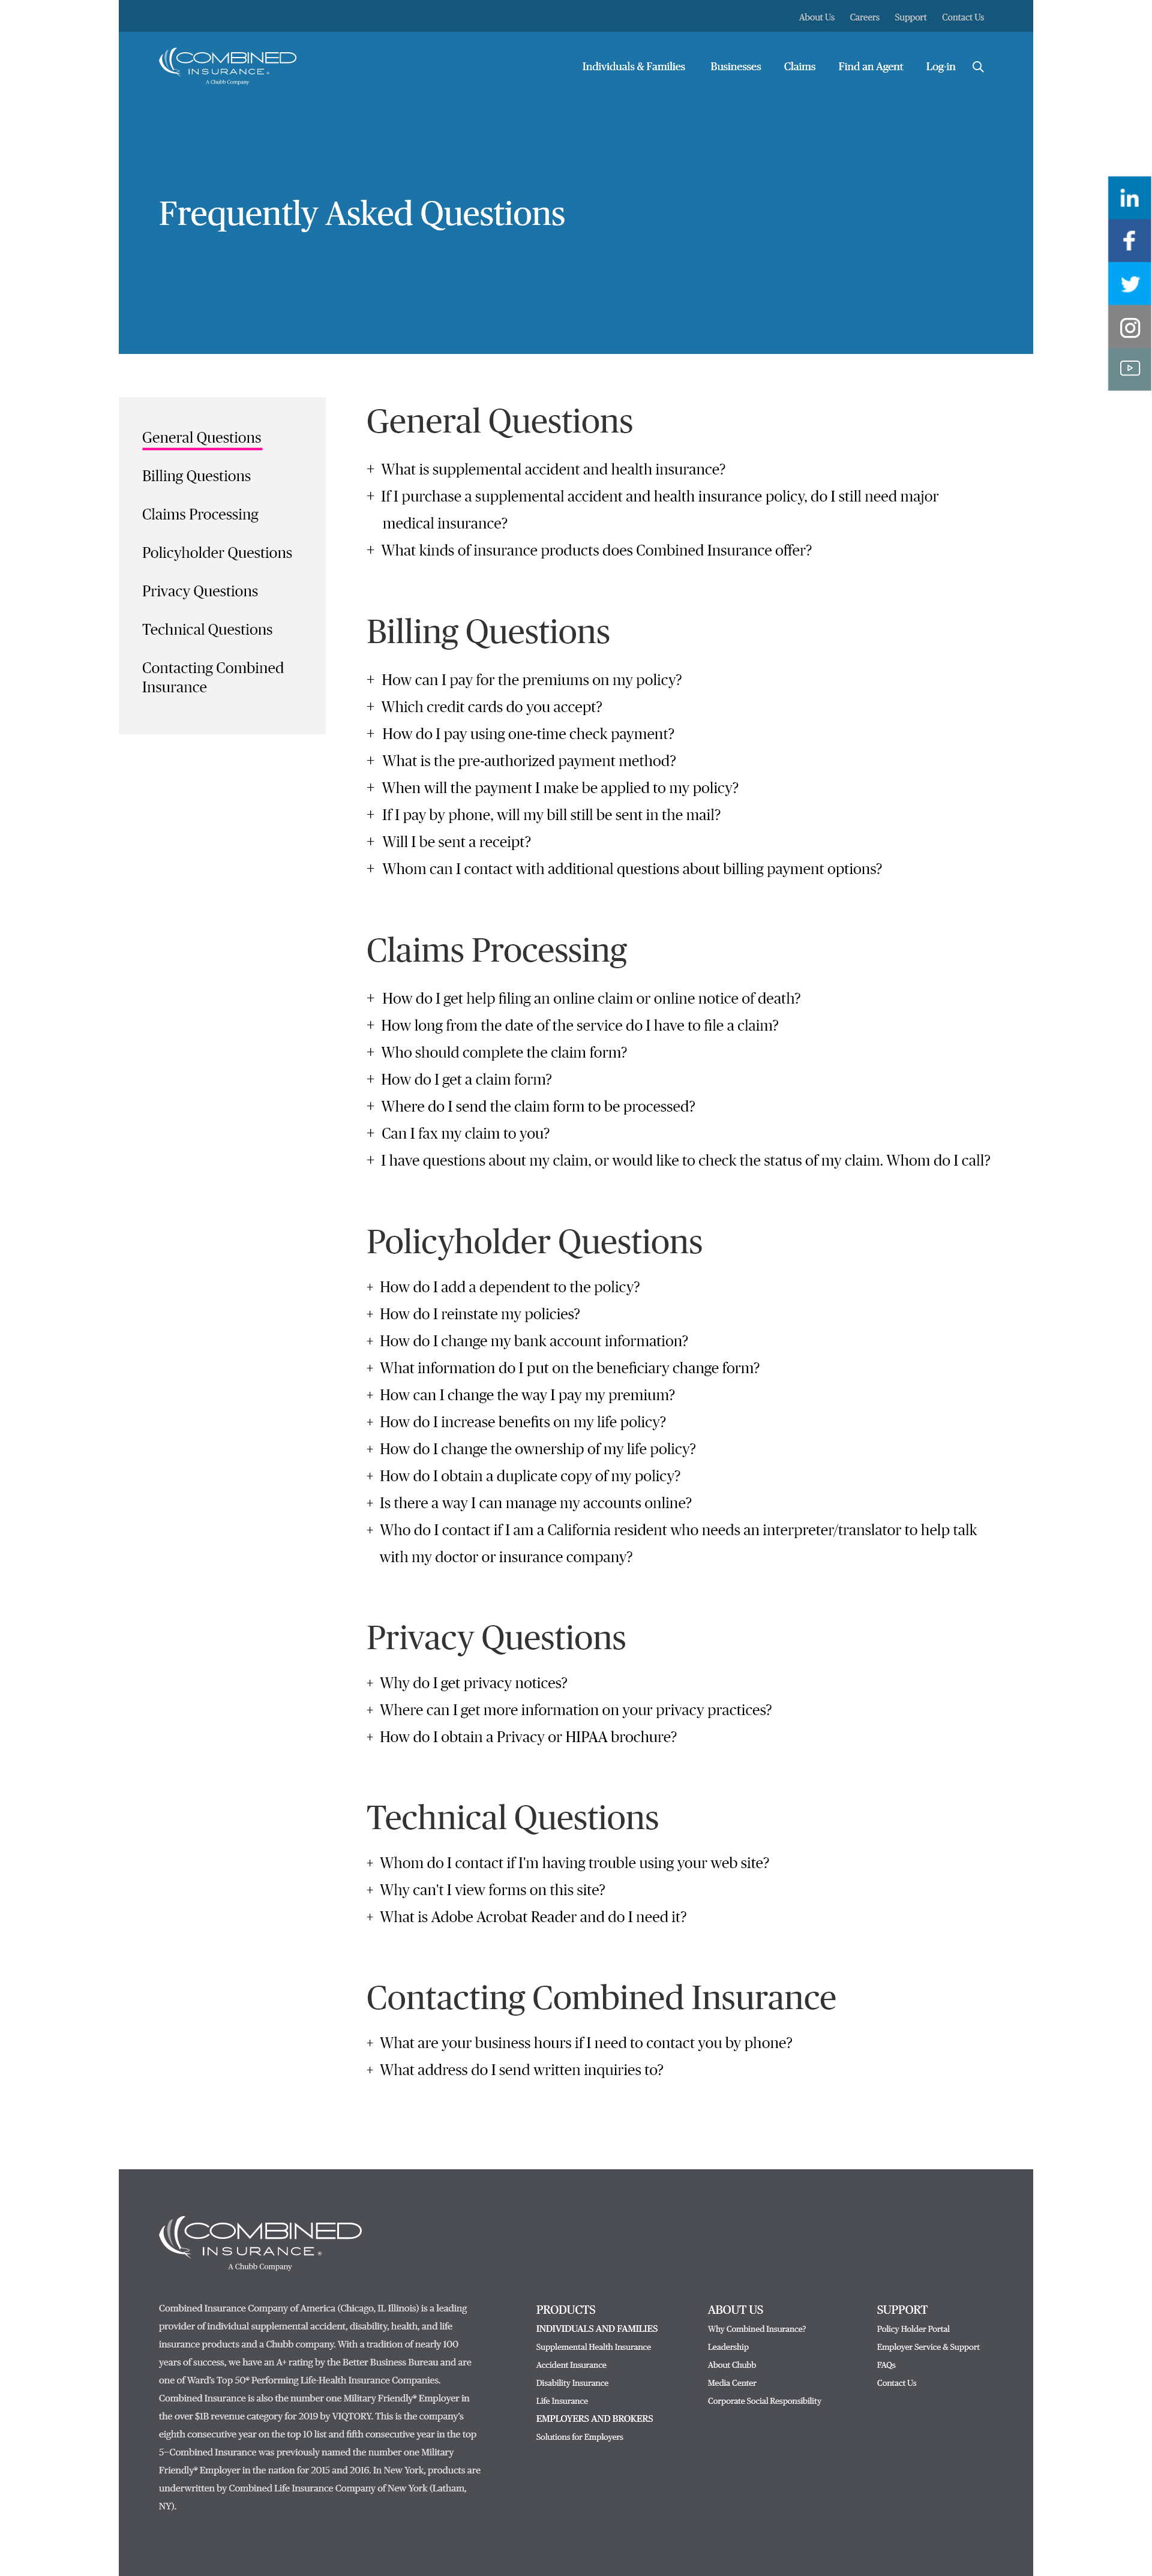 About Us Careers Support Contact Us
COMBINED
INSURANCE®
A Chubb Company
Individuals & Families Businesses Claims Find an Agent Log-in
Frequently Asked Questions
General Questions
Billing Questions
Claims Processing
Policyholder Questions
Privacy Questions
Technical Questions
Contacting Combined
Insurance
General Questions
+ What is supplemental accident and health insurance?
+ If I purchase a supplemental accident and health insurance policy, do I still need major
medical insurance?
+ What kinds of insurance products does Combined Insurance offer?
Billing Questions
+ How can I pay for the premiums on my policy?
+ Which credit cards do you accept?
+ How do I pay using one-time check payment?
+ What is the pre-authorized payment method?
+ When will the payment I make be applied to my policy?
+ If I pay by phone, will my bill still be sent in the mail?
+ Will I be sent a receipt?
+ Whom can I contact with additional questions about billing payment options?
Claims Processing
+ How do I get help filing an online claim or online notice of death?
+ How long from the date of the service do I have to file a claim?
+ Who should complete the claim form?
+ How do I get a claim form?
+ Where do I send the claim form to be processed?
+ Can I fax my claim to you?
+ I have questions about my claim, or would like to check the status of my claim. Whom do I call?
Policyholder Questions
+ How do I add a dependent to the policy?
+ How do I reinstate my policies?
+ How do I change my bank account information?
+ What information do I put on the beneficiary change form?
+ How can I change the way I pay my premium?
+ How do I increase benefits on my life policy?
+ How do I change the ownership of my life policy?
+ How do I obtain a duplicate copy of my policy?
+ Is there a way I can manage my accounts online?
+ Who do I contact if I am a California resident who needs an interpreter/translator to help talk
with my doctor or insurance company?
Privacy Questions
+ Why do I get privacy notices?
+ Where can I get more information on your privacy practices?
+ How do I obtain a Privacy or HIPAA brochure?
Technical Questions
+ Whom do I contact if I'm having trouble using your web site?
+ Why can't I view forms on this site?
+ What is Adobe Acrobat Reader and do I need it?
Contacting Combined Insurance
+ What are your business hours if I need to contact you by phone?
+ What address do I send written inquiries to?
COMBINED
INSURANCE®
A Chubb Company
Combined Insurance Company of America (Chicago, IL Illinois) is a leading
provider of individual supplemental accident, disability, health, and life
insurance products and a Chubb company. With a tradition of nearly 100
years of success, we have an A+ rating by the Better Business Bureau and are
one of Ward's Top 50® Performing Life-Health Insurance Companies.
Combined Insurance is also the number one Military Friendly® Employer in
the over $1B revenue category for 2019 by VIQTORY. This is the company's
eighth consecutive year on the top 10 list and fifth consecutive year in the top
5—Combined Insurance was previously named the number one Military
Friendly® Employer in the nation for 2015 and 2016. In New York, products are
underwritten by Combined Life Insurance Company of New York (Latham,
NY).
PRODUCTS
INDIVIDUALS AND FAMILIES
Supplemental Health Insurance
Accident Insurance
Disability Insurance
Life Insurance
EMPLOYERS AND BROKERS
Solutions for Employers
ABOUT US
Why Combined Insurance?
Leadership
About Chubb
Media Center
Corporate Social Responsibility
SUPPORT
Policy Holder Portal
Employer Service & Support
FAQs
Contact Us